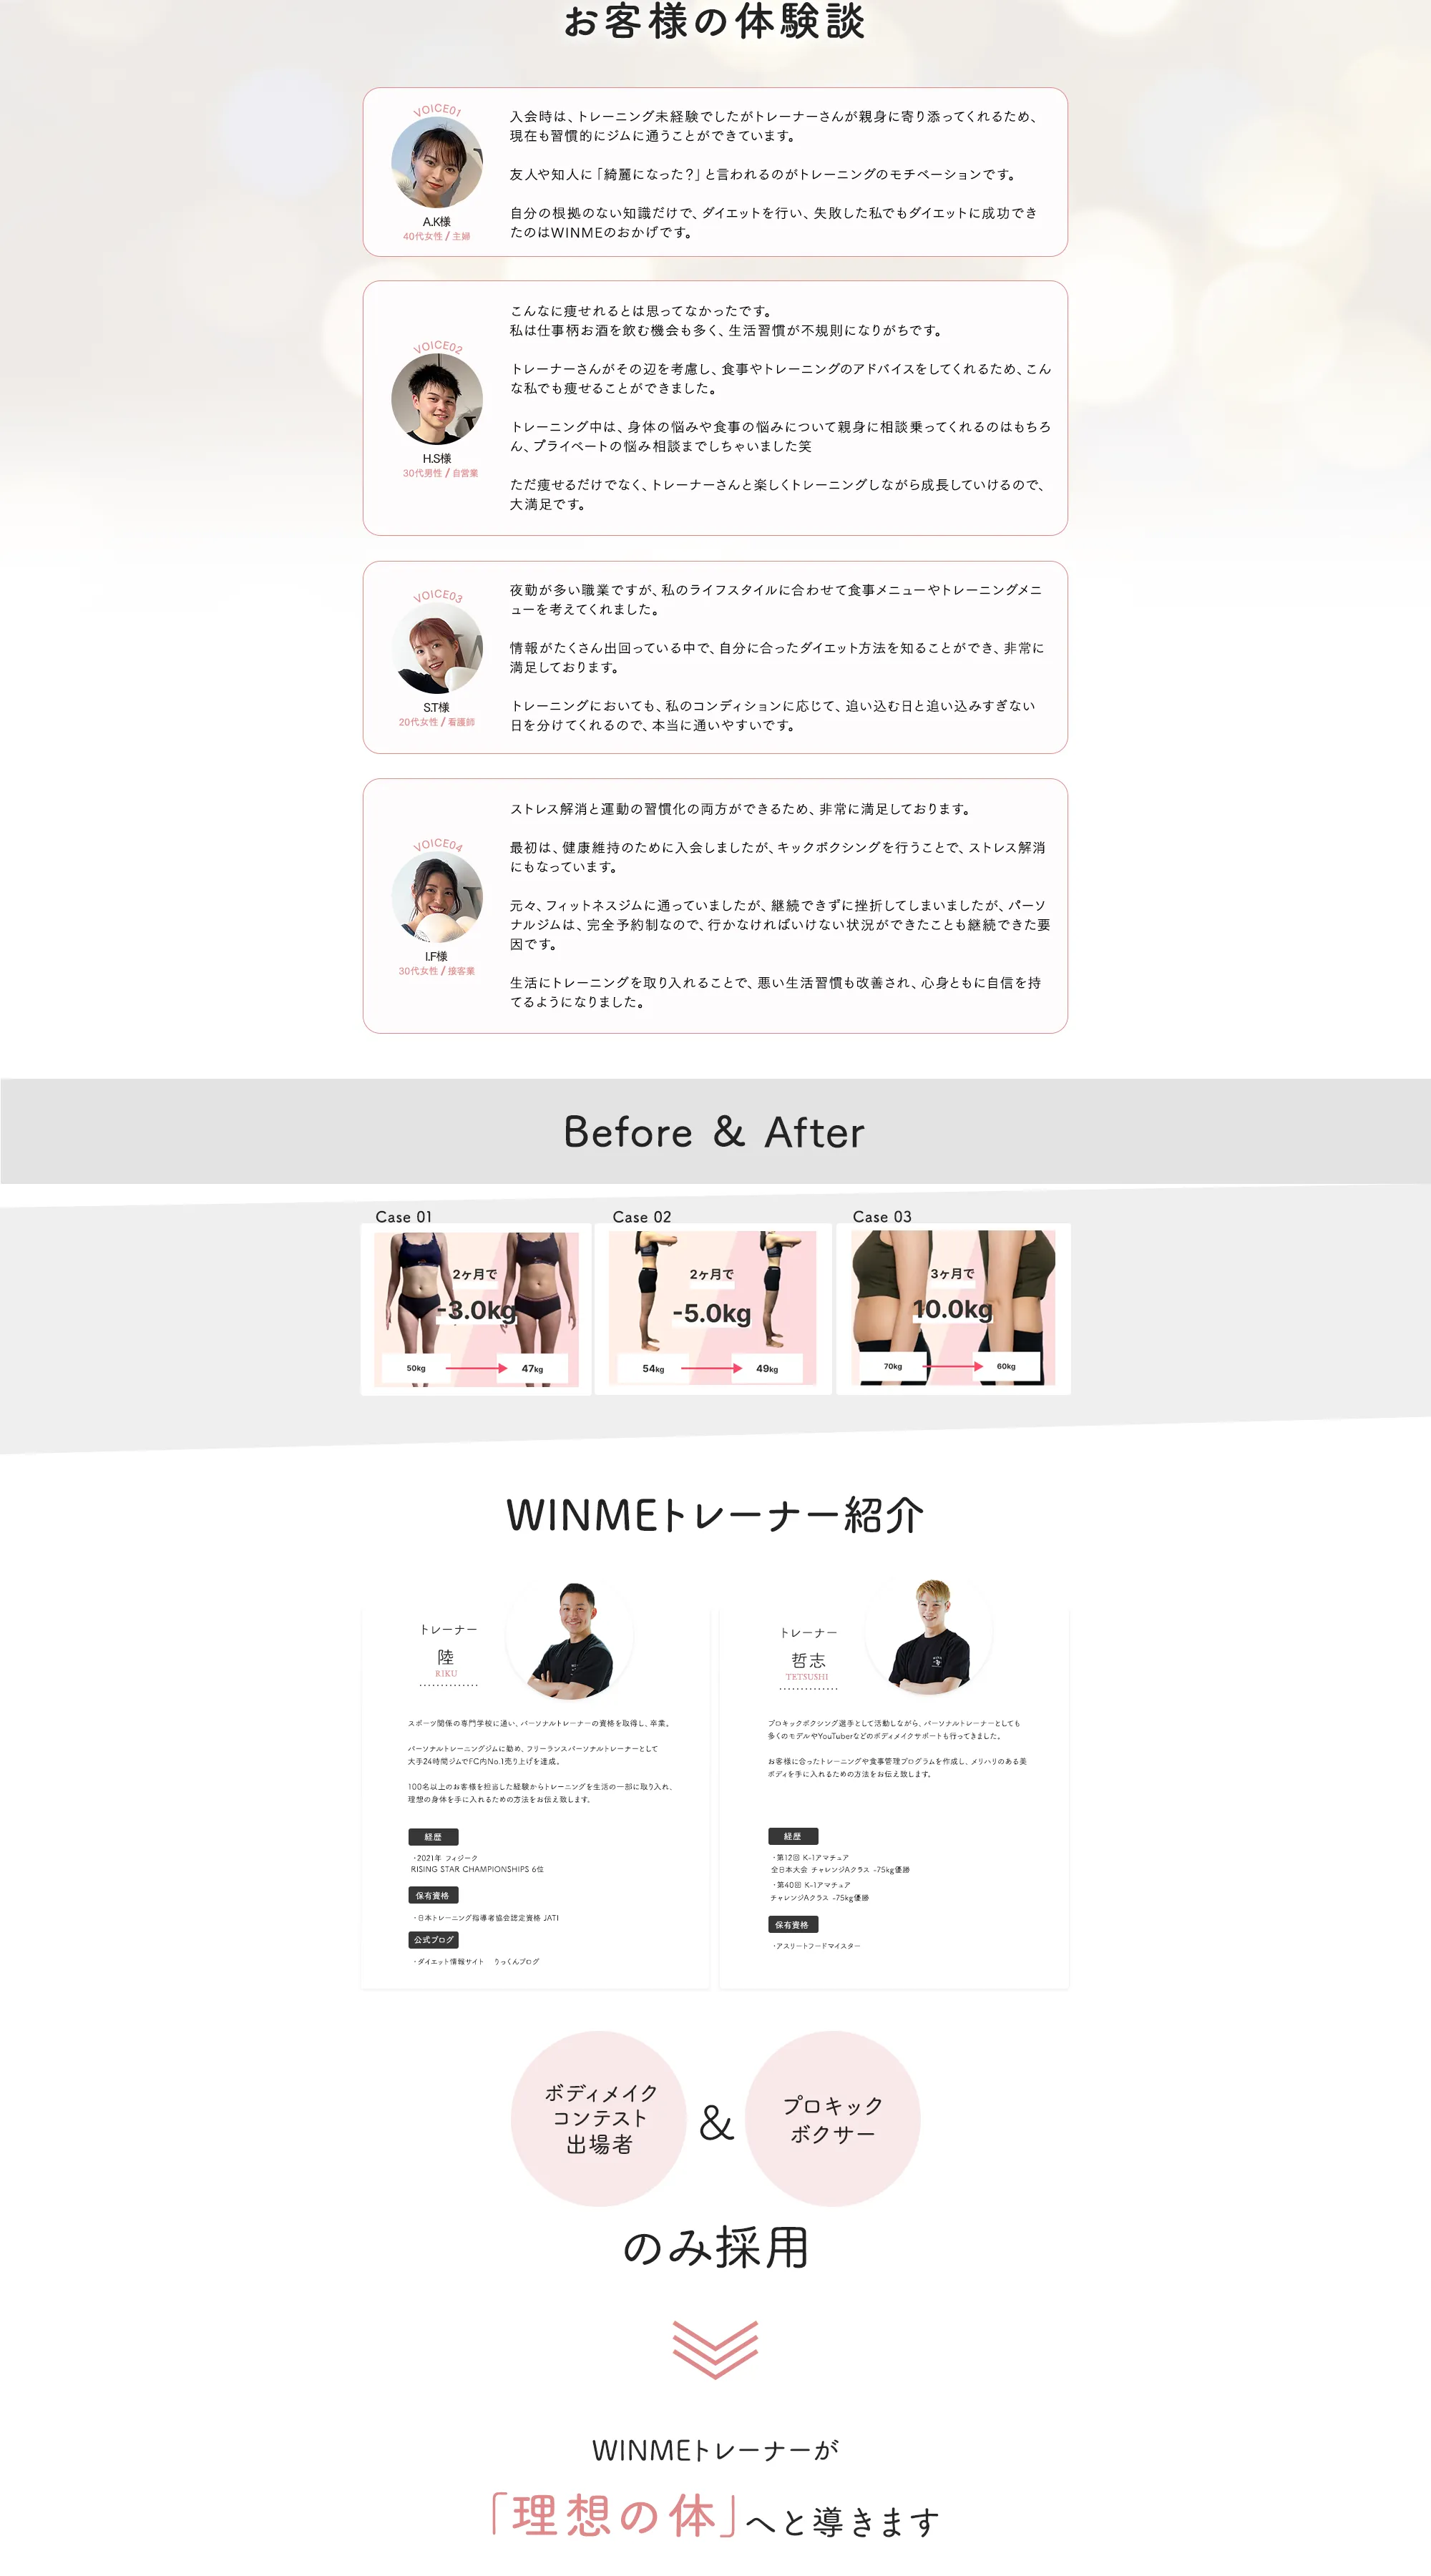 お客様の体験談
VOICE01
A.K様
40代女性 / 主婦
入会時は、トレーニング未経験でしたがトレーナーさんが親身に寄り添ってくれるため、
現在も習慣的にジムに通うことができています。
友人や知人に「綺麗になった？」と言われるのがトレーニングのモチベーションです。
自分の根拠のない知識だけで、ダイエットを行い、失敗した私でもダイエットに成功でき
たのはWINMEのおかげです。
VOICE02
H.S様
30代男性 / 自営業
こんなに痩せれるとは思ってなかったです。
私は仕事柄お酒を飲む機会も多く、生活習慣が不規則になりがちです。
トレーナーさんがその辺を考慮し、食事やトレーニングのアドバイスをしてくれるため、こん
な私でも痩せることができました。
トレーニング中は、身体の悩みや食事の悩みについて親身に相談乗ってくれるのはもちろ
ん、プライベートの悩み相談までしちゃいました笑
ただ痩せるだけでなく、トレーナーさんと楽しくトレーニングしながら成長していけるので、
大満足です。
VOICE03
S.T様
20代女性 / 看護師
夜勤が多い職業ですが、私のライフスタイルに合わせて食事メニューやトレーニングメニ
ューを考えてくれました。
情報がたくさん出回っている中で、自分に合ったダイエット方法を知ることができ、非常に
満足しております。
トレーニングにおいても、私のコンディションに応じて、追い込む日と追い込みすぎない
日を分けてくれるので、本当に通いやすいです。
VOICE04
I.F様
30代女性 / 接客業
ストレス解消と運動の習慣化の両方ができるため、非常に満足しております。
最初は、健康維持のために入会しましたが、キックボクシングを行うことで、ストレス解消
にもなっています。
元々、フィットネスジムに通っていましたが、継続できずに挫折してしまいましたが、パーソ
ナルジムは、完全予約制なので、行かなければいけない状況ができたことも継続できた要
因です。
生活にトレーニングを取り入れることで、悪い生活習慣も改善され、心身ともに自信を持
てるようになりました。
Before & After
Case 01
2ヶ月で
-3.0kg
50kg
47kg
Case 02
2ヶ月で
-5.0kg
54kg
49kg
Case 03
3ヶ月で
10.0kg
70kg
60kg
WINMEトレーナー紹介
トレーナー
陸
RIKU
スポーツ関係の専門学校に通い、パーソナルトレーナーの資格を取得し、卒業。
パーソナルトレーニングジムに勤め、フリーランスパーソナルトレーナーとして
大手24時間ジムでFC内No.1売り上げを達成。
100名以上のお客様を担当した経験からトレーニングを生活の一部に取り入れ、
理想の身体を手に入れるための方法をお伝え致します。
経歴
・2021年 フィジーク
RISING STAR CHAMPIONSHIPS 6位
保有資格
・日本トレーニング指導者協会認定資格 JATI
公式ブログ
・ダイエット情報サイト りっくんブログ
トレーナー
哲志
TETSUSHI
プロキックボクシング選手として活動しながら、パーソナルトレーナーとしても
多くのモデルやYouTuberなどのボディメイクサポートも行ってきました。
お客様に合ったトレーニングや食事管理プログラムを作成し、メリハリのある美
ボディを手に入れるための方法をお伝え致します。
経歴
・第12回 K-1アマチュア
全日本大会 チャレンジAクラス -75kg優勝
・第40回 K-1アマチュア
チャレンジAクラス -75kg優勝
保有資格
・アスリートフードマイスター
ボディメイク
コンテスト
出場者
&
プロキック
ボクサー
のみ採用
WINMEトレーナーが
「理想の体」へと導きます